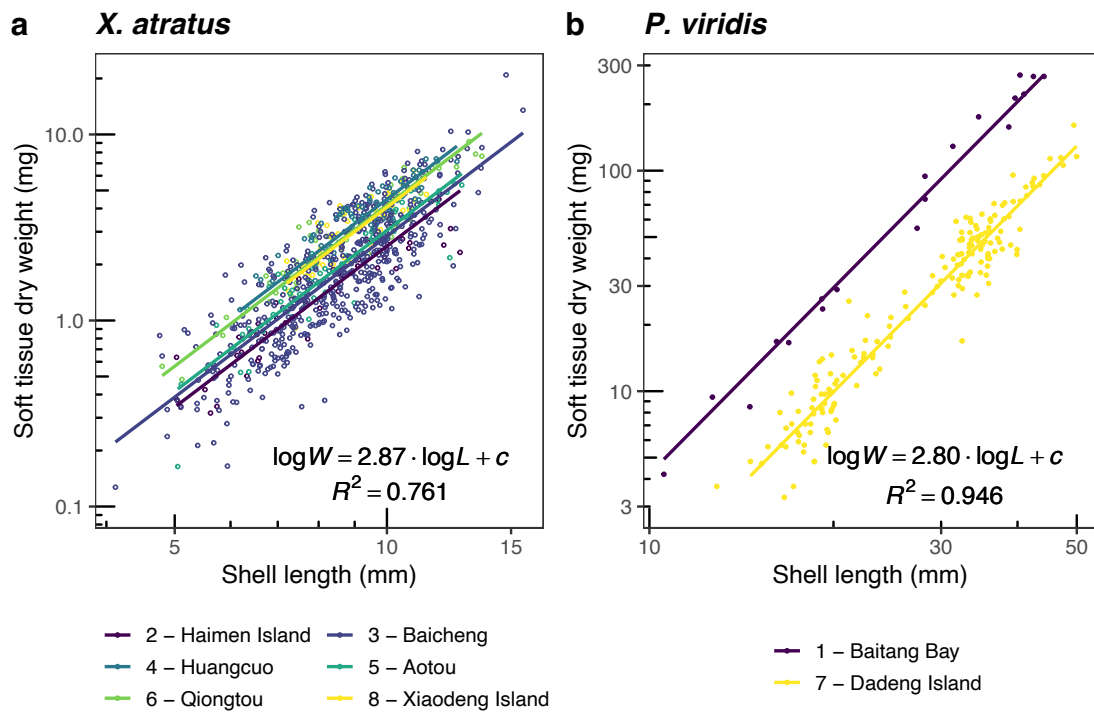 a X. atratus
Soft tissue dry weight (mg)
10.0
1.0
0.1
logW = 2.87 · logL + c
R² = 0.761
5 10 15
Shell length (mm)
2 – Haimen Island 3 – Baicheng
4 – Huangcuo 5 – Aotou
6 – Qiongtou 8 – Xiaodeng Island
b P. viridis
Soft tissue dry weight (mg)
300
100
30
10
3
logW = 2.80 · logL + c
R² = 0.946
10 30 50
Shell length (mm)
1 – Baitang Bay
7 – Dadeng Island